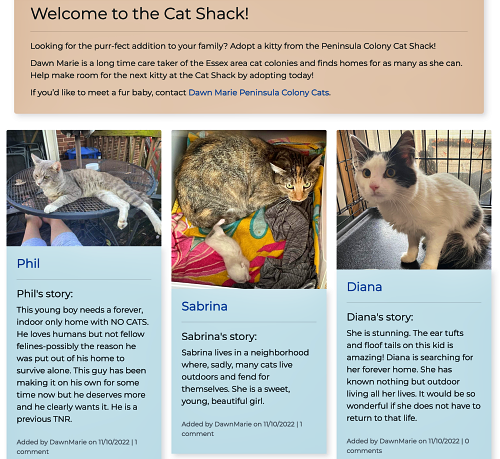 Welcome to the Cat Shack!
Looking for the purr-fect addition to your family? Adopt a kitty from the Peninsula Colony Cat Shack!
Dawn Marie is a long time care taker of the Essex area cat colonies and finds homes for as many as she can.
Help make room for the next kitty at the Cat Shack by adopting today!
If you'd like to meet a fur baby, contact Dawn Marie Peninsula Colony Cats.
Phil
Phil's story:
This young boy needs a forever,
indoor only home with NO CATS.
He loves humans but not fellow
felines-possibly the reason he
was put out of his home to
survive alone. This guy has been
making it on his own for some
time now but he deserves more
and he clearly wants it. He is a
previous TNR.
Added by DawnMarie on 11/10/2022 | 1
comment
Sabrina
Sabrina's story:
Sabrina lives in a neighborhood
where, sadly, many cats live
outdoors and fend for
themselves. She is a sweet,
young, beautiful girl.
Added by DawnMarie on 11/10/2022 | 1
comment
Diana
Diana's story:
She is stunning. The ear tufts
and floof tails on this kid is
amazing! Diana is searching for
her forever home. She has
known nothing but outdoor
living all her lives. It would be so
wonderful if she does not have to
return to that life.
Added by DawnMarie on 11/10/2022 | 0
comments